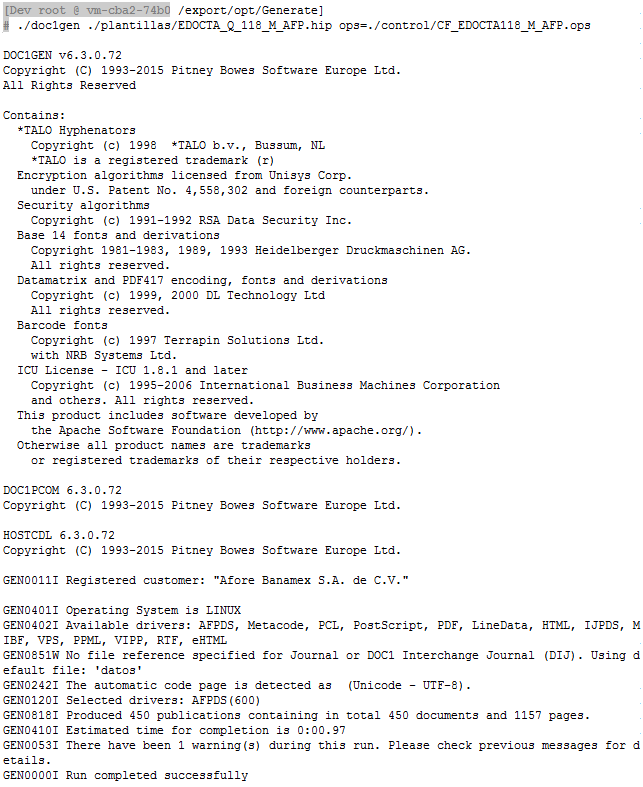 [Dev root @ vm-cba2-74b0 /export/opt/Generate]
# ./doc1gen ./plantillas/EDOCTA_Q_118_M_AFP.hip ops=./control/CF_EDOCTA118_M_AFP.ops
DOC1GEN v6.3.0.72
Copyright (C) 1993-2015 Pitney Bowes Software Europe Ltd.
All Rights Reserved
Contains:
*TALO Hyphenators
Copyright (c) 1998  *TALO b.v., Bussum, NL
*TALO is a registered trademark (r)
Encryption algorithms licensed from Unisys Corp.
under U.S. Patent No. 4,558,302 and foreign counterparts.
Security algorithms
Copyright (c) 1991-1992 RSA Data Security Inc.
Base 14 fonts and derivations
Copyright 1981-1983, 1989, 1993 Heidelberger Druckmaschinen AG.
All rights reserved.
Datamatrix and PDF417 encoding, fonts and derivations
Copyright (c) 1999, 2000 DL Technology Ltd
All rights reserved.
Barcode fonts
Copyright (c) 1997 Terrapin Solutions Ltd.
with NRB Systems Ltd.
ICU License - ICU 1.8.1 and later
Copyright (c) 1995-2006 International Business Machines Corporation
and others. All rights reserved.
This product includes software developed by
the Apache Software Foundation (http://www.apache.org/).
Otherwise all product names are trademarks
or registered trademarks of their respective holders.
DOC1PCOM 6.3.0.72
Copyright (C) 1993-2015 Pitney Bowes Software Europe Ltd.
HOSTCDL 6.3.0.72
Copyright (C) 1993-2015 Pitney Bowes Software Europe Ltd.
GEN0011I Registered customer: "Afore Banamex S.A. de C.V."
GEN0401I Operating System is LINUX
GEN0402I Available drivers: AFPDS, Metacode, PCL, PostScript, PDF, LineData, HTML, IJPDS, M
IBF, VPS, PPML, VIPP, RTF, eHTML
GEN0851W No file reference specified for Journal or DOC1 Interchange Journal (DIJ). Using d
efault file: 'datos'
GEN0242I The automatic code page is detected as  (Unicode - UTF-8).
GEN0120I Selected drivers: AFPDS(600)
GEN0818I Produced 450 publications containing in total 450 documents and 1157 pages.
GEN0410I Estimated time for completion is 0:00.97
GEN0053I There have been 1 warning(s) during this run. Please check previous messages for d
etails.
GEN0000I Run completed successfully